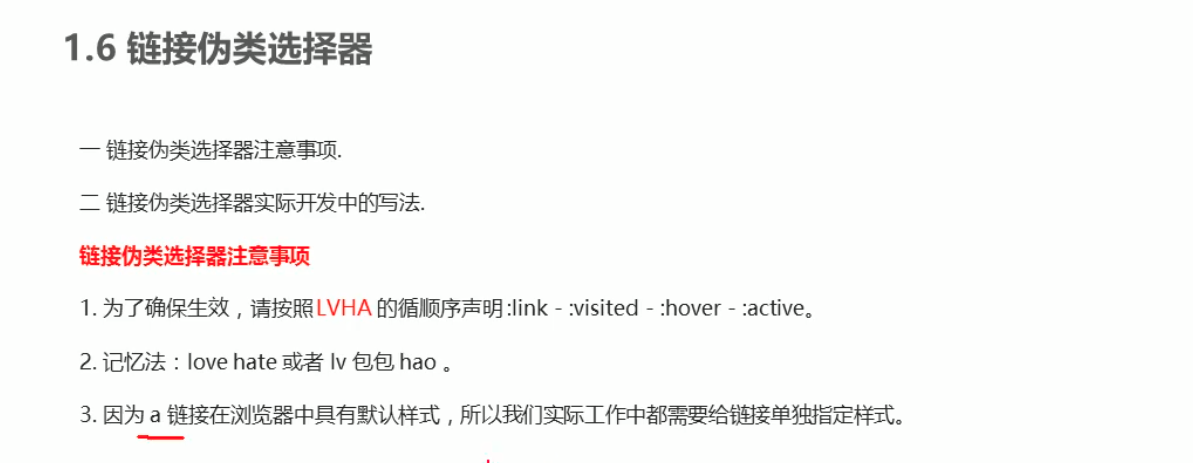 1.6 链接伪类选择器
一 链接伪类选择器注意事项.
二 链接伪类选择器实际开发中的写法.
链接伪类选择器注意事项
1. 为了确保生效，请按照LVHA 的循顺序声明:link - :visited - :hover - :active。
2. 记忆法：love hate 或者 lv 包包 hao 。
3. 因为 a 链接在浏览器中具有默认样式，所以我们实际工作中都需要给链接单独指定样式。